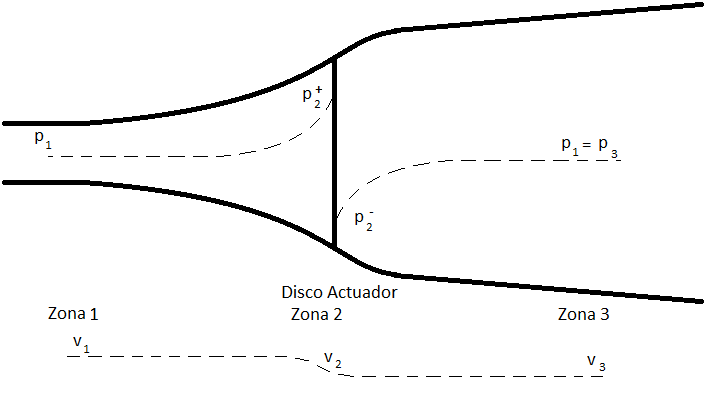 p₂⁺
p₁
p₁ = p₃
p₂⁻
Disco Actuador
Zona 1
Zona 2
Zona 3
v₁
v₂
v₃